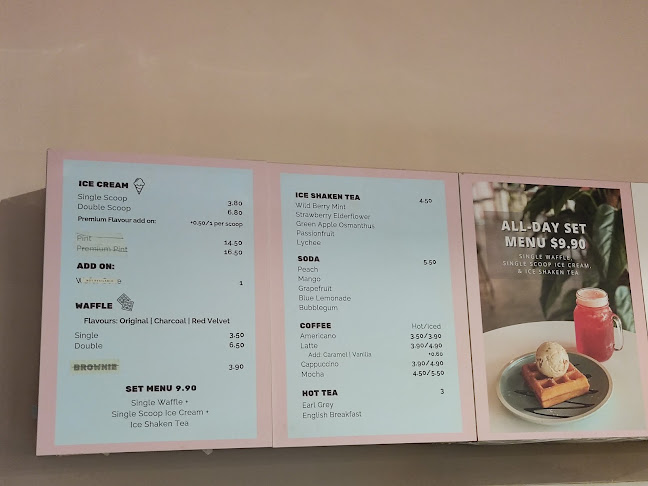 ICE CREAM
Single Scoop 3.80
Double Scoop 6.80
Premium Flavour add on: +0.50/1 per scoop
Pint 14.50
Premium Pint 16.50
ADD ON:
1
WAFFLE
Flavours: Original | Charcoal | Red Velvet
Single 3.50
Double 6.50
BROWNIE 3.90
SET MENU 9.90
Single Waffle +
Single Scoop Ice Cream +
Ice Shaken Tea
ICE SHAKEN TEA 4.50
Wild Berry Mint
Strawberry Elderflower
Green Apple Osmanthus
Passionfruit
Lychee
SODA 5.50
Peach
Mango
Grapefruit
Blue Lemonade
Bubblegum
COFFEE Hot/Iced
Americano 3.50/3.90
Latte 3.90/4.90
Add: Caramel | Vanilla +0.60
Cappuccino 3.90/4.90
Mocha 4.50/5.50
HOT TEA 3
Earl Grey
English Breakfast
ALL-DAY SET
MENU $9.90
SINGLE WAFFLE,
SINGLE SCOOP ICE CREAM,
& ICE SHAKEN TEA